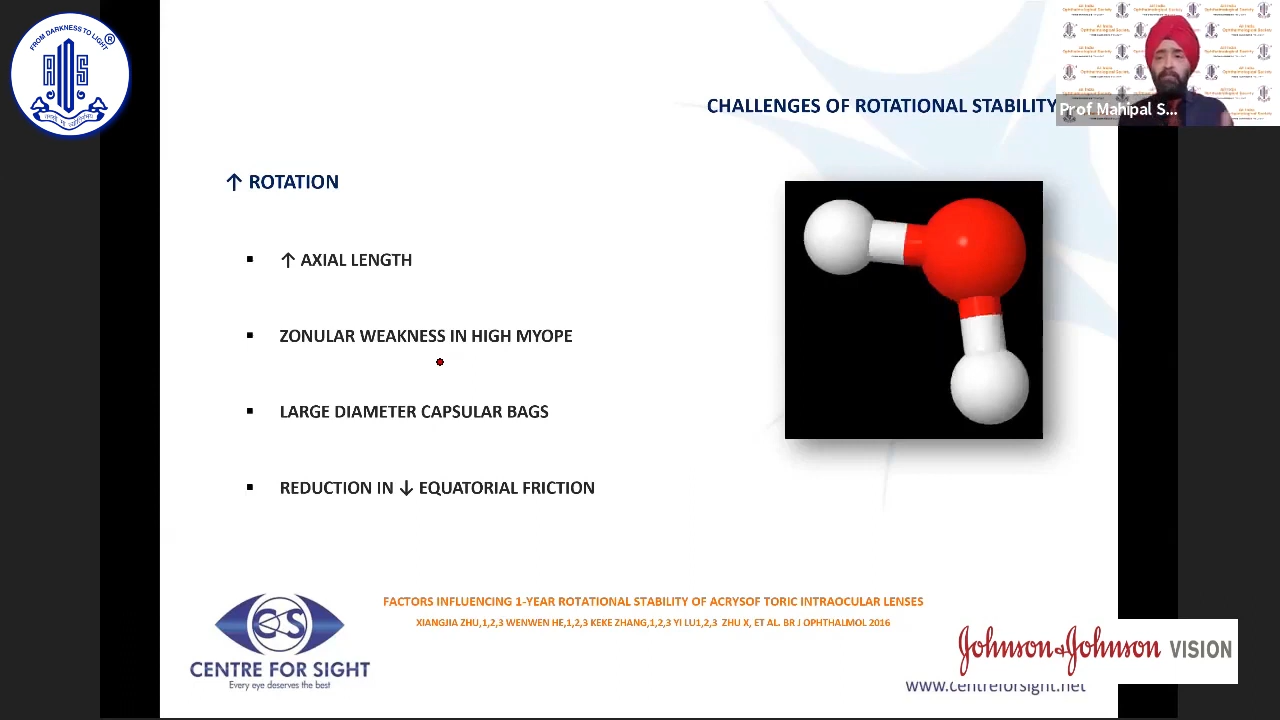 FROM DARKNESS TO LIGHT
AIOS
CHALLENGES OF ROTATIONAL STABILITY
Prof Mahipal S...
↑ ROTATION
▪ ↑ AXIAL LENGTH
▪ ZONULAR WEAKNESS IN HIGH MYOPE
▪ LARGE DIAMETER CAPSULAR BAGS
▪ REDUCTION IN ↓ EQUATORIAL FRICTION
FACTORS INFLUENCING 1-YEAR ROTATIONAL STABILITY OF ACRYSOF TORIC INTRAOCULAR LENSES
XIANGJIA ZHU,1,2,3 WENWEN HE,1,2,3 KEKE ZHANG,1,2,3 YI LU1,2,3 ZHU X, ET AL. BR J OPHTHALMOL 2016
CENTRE FOR SIGHT
Every eye deserves the best
Johnson & Johnson VISION
www.centreforsight.net